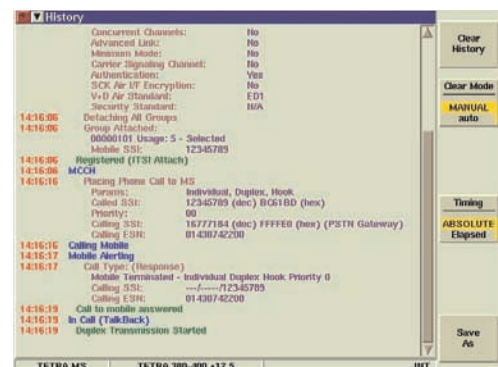 History
Concurrent Channels: No
Advanced Link: No
Minimum Mode: No
Carrier Signaling Channel: No
Authentication: Yes
SCK Air I/F Encryption: No
V+D Air Standard: ED1
Security Standard: N/A
14:16:06 Detaching All Groups
14:16:06 Group Attached:
00000101 Usage: 5 - Selected
Mobile SSI: 12345789
14:16:06 Registered (ITSI Attach)
14:16:06 MCCH
14:16:16 Placing Phone Call to MS
Params: Individual, Duplex, Hook
Called SSI: 12345789 (dec) BC61BD (hex)
Priority: 00
Calling SSI: 16777184 (dec) FFFFE0 (hex) (PSTN Gateway)
Calling ESN: 01438742200
14:16:16 Calling Mobile
14:16:17 Mobile Alerting
14:16:17 Call Type: (Response)
Mobile Terminated - Individual Duplex Hook Priority 0
Calling SSI: ---/-----/12345789
Calling ESN: 01438742200
14:16:19 Call to mobile answered
14:16:19 In Call (TalkBack)
14:16:19 Duplex Transmission Started
TETRA MS TETRA 380-400 +12.5 INT
Clear
History
Clear Mode
MANUAL
auto
Timing
ABSOLUTE
Elapsed
Save
As